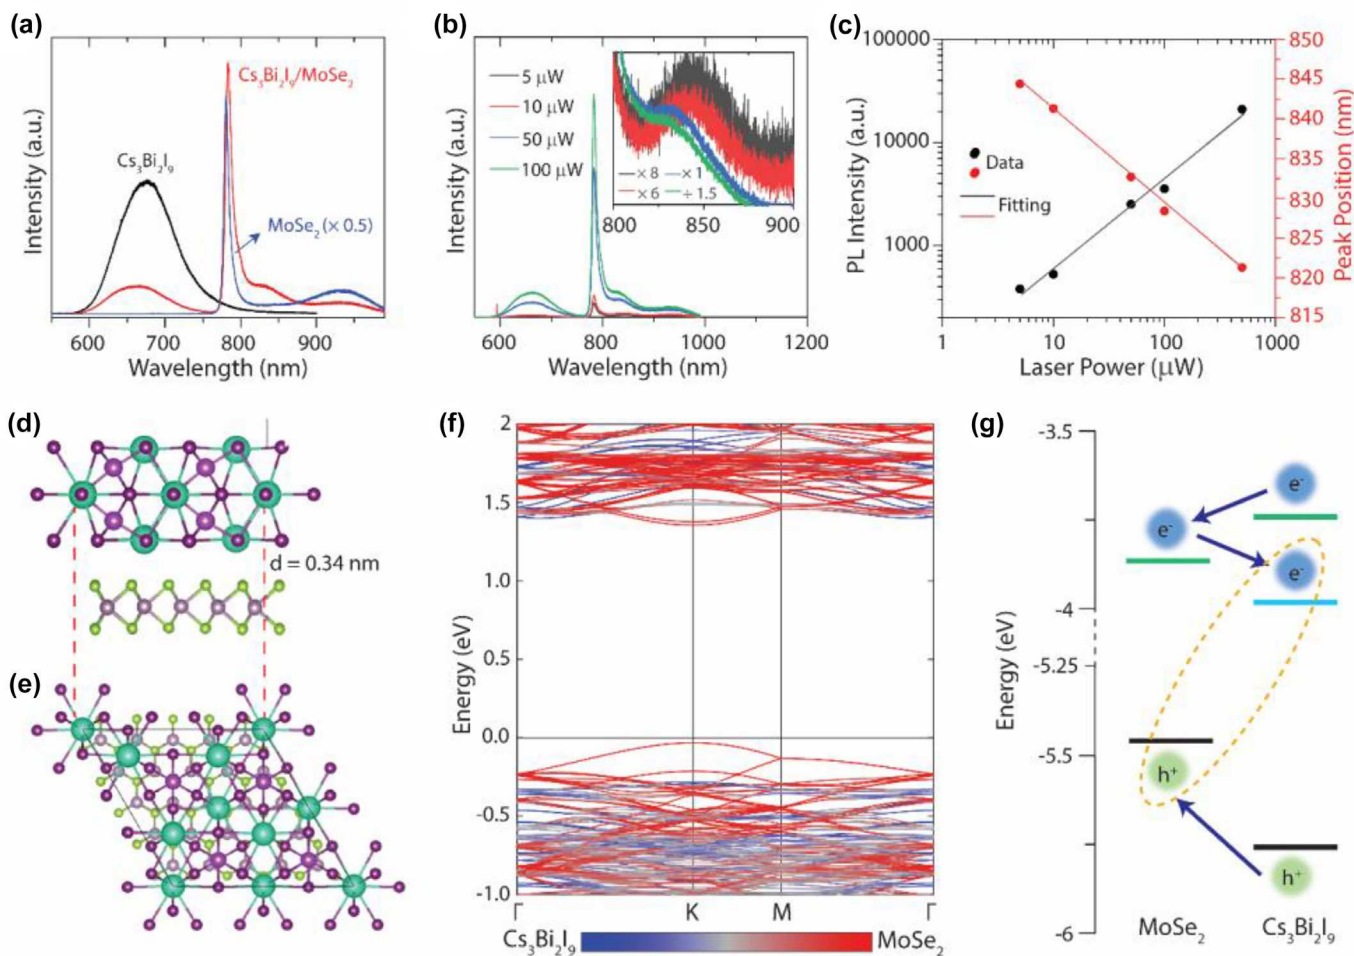 (a)
Cs₃Bi₂I₉/MoSe₂
Cs₃Bi₂I₉
MoSe₂ (× 0.5)
Intensity (a.u.)
600 700 800 900
Wavelength (nm)
(b)
5 μW
10 μW
50 μW
100 μW
× 8 × 1
× 6 ÷ 1.5
800 850 900
Intensity (a.u.)
600 800 1000 1200
Wavelength (nm)
(c)
100000
10000
1000
PL Intensity (a.u.)
Data
Fitting
850
845
840
835
830
825
820
815
Peak Position (nm)
1 10 100 1000
Laser Power (μW)
(d)
d = 0.34 nm
(e)
(f)
2
1.5
1.0
0.5
0.0
-0.5
-1.0
Energy (eV)
Γ K M Γ
Cs₃Bi₂I₉ MoSe₂
(g)
-3.5
-4
-5.25
-5.5
-6
Energy (eV)
e⁻
e⁻
e⁻
h⁺
h⁺
MoSe₂ Cs₃Bi₂I₉